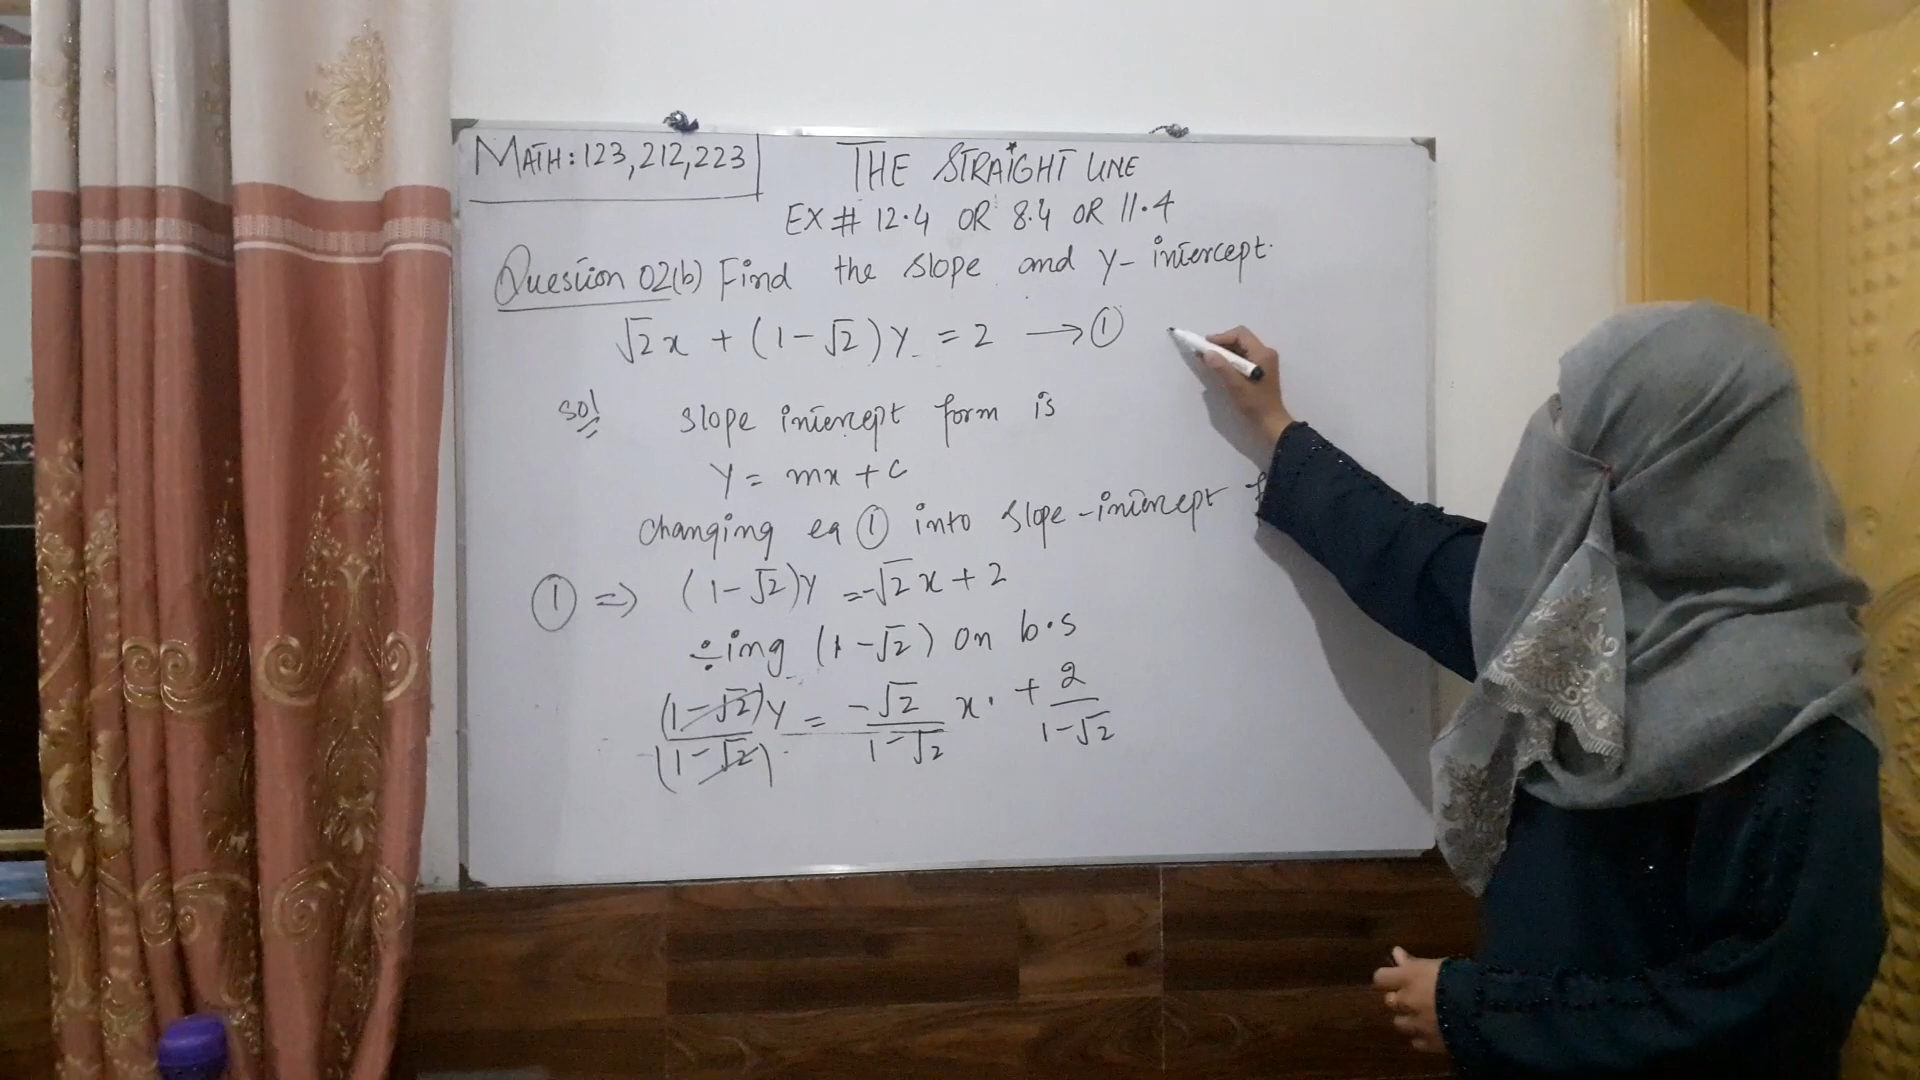 MATH: 123, 212, 223
THE STRAIGHT LINE
EX # 12.4 OR 8.4 OR 11.4
Question 02(b) Find the slope and y-intercept.
√2x + (1-√2)y = 2 → ①
sol
slope intercept form is
y = mx + c
changing eq ① into slope-intercept f
① => (1-√2)y = -√2x + 2
÷ing (1-√2) on b.s
(1-√2)y/(1-√2) = -√2/1-√2 x. + 2/1-√2